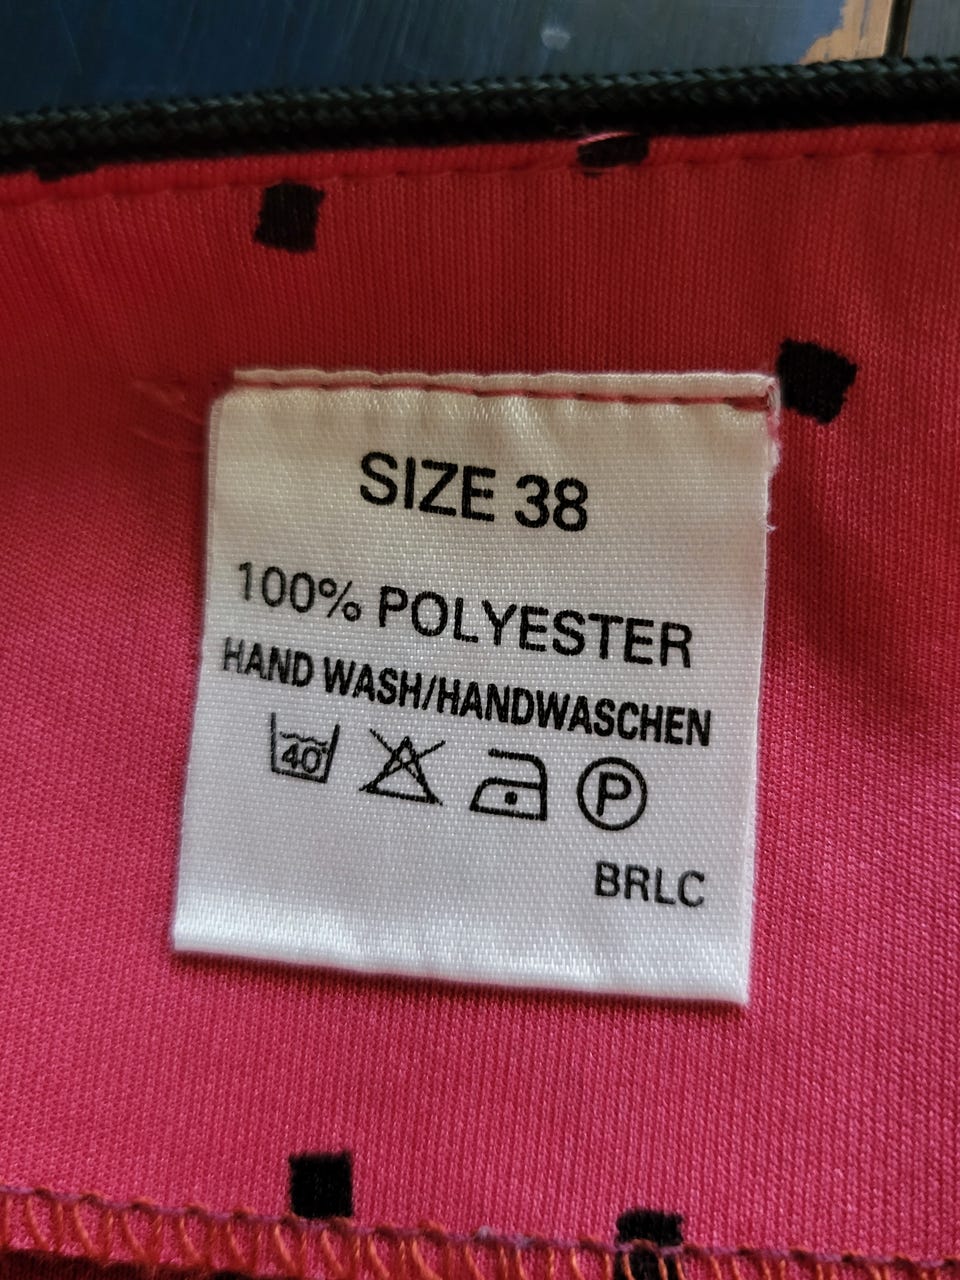 SIZE 38
100% POLYESTER
HAND WASH/HANDWASCHEN
40° P
BRLC